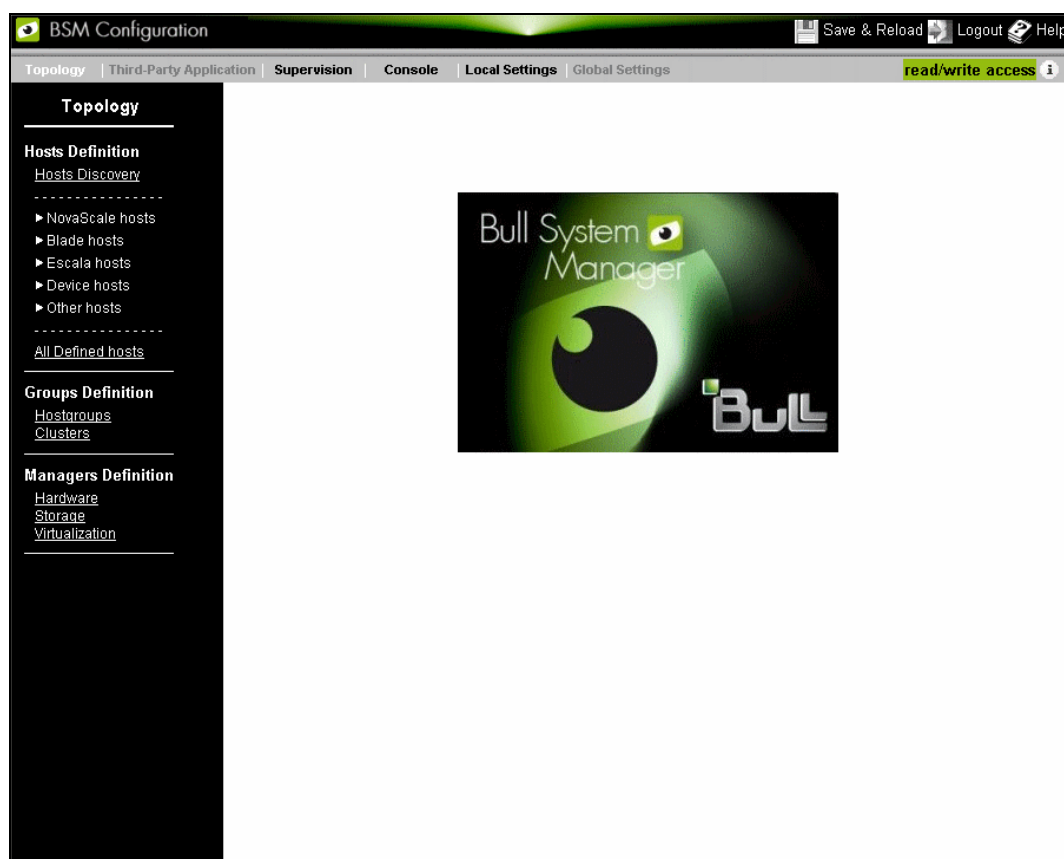 BSM Configuration Save & Reload Logout Help
Topology Third-Party Application Supervision Console Local Settings Global Settings read/write access i
Topology
Hosts Definition
Hosts Discovery
NovaScale hosts
Blade hosts
Escala hosts
Device hosts
Other hosts
All Defined hosts
Groups Definition
Hostgroups
Clusters
Managers Definition
Hardware
Storage
Virtualization
Bull System
Manager
Bull